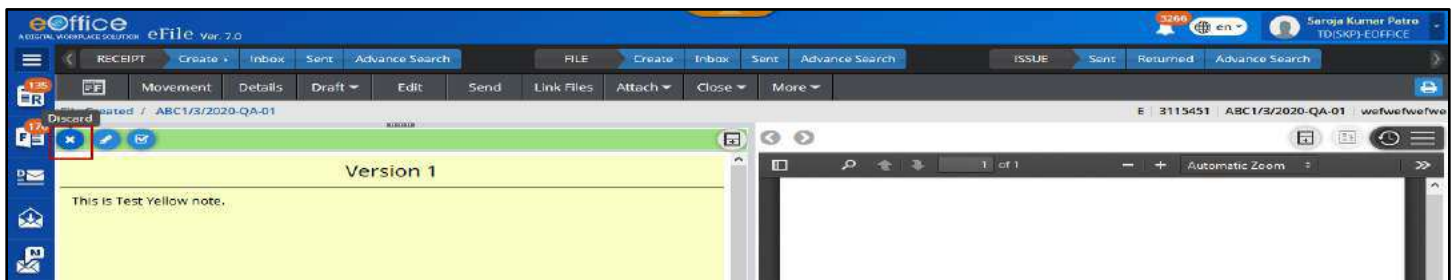 eOffice
A DIGITAL WORKPLACE SOLUTION eFile Ver. 7.0
3266 en Saroja Kumar Patro
TD(SKP)-EOFFICE
RECEIPT Create Inbox Sent Advance Search FILE Create Inbox Sent Advance Search ISSUE Sent Returned Advance Search
135 Movement Details Draft Edit Send Link Files Attach Close More
Created / ABC1/3/2020-QA-01 E 3115451 ABC1/3/2020-QA-01 wefwefwefwe
Discard
1 of 1 Automatic Zoom
Version 1
This is Test Yellow note.